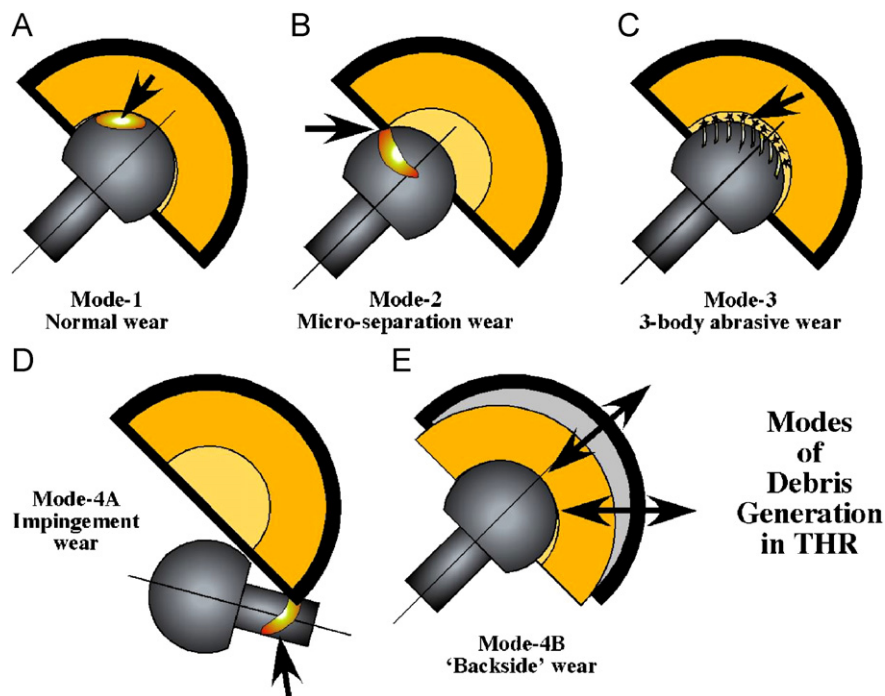 A
B
C
Mode-1
Normal wear
Mode-2
Micro-separation wear
Mode-3
3-body abrasive wear
D
E
Mode-4A
Impingement
wear
Mode-4B
‘Backside’ wear
Modes
of
Debris
Generation
in THR